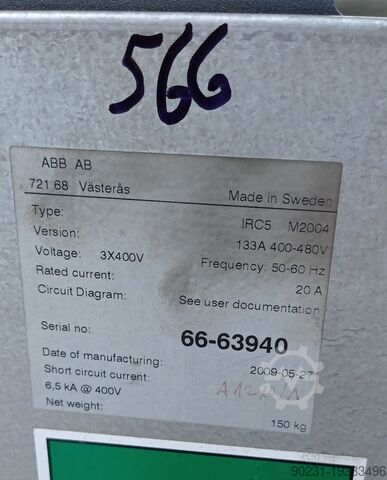 566
ABB AB
721 68 Västerås Made in Sweden
Type: IRC5 M2004
Version: 133A 400-480V
Voltage: 3X400V Frequency: 50-60 Hz
Rated current: 20 A
Circuit Diagram: See user documentation
Serial no: 66-63940
Date of manufacturing: 2009-05-27
Short circuit current:
6,5 kA @ 400V
Net weight: 150 kg
90231-19383496